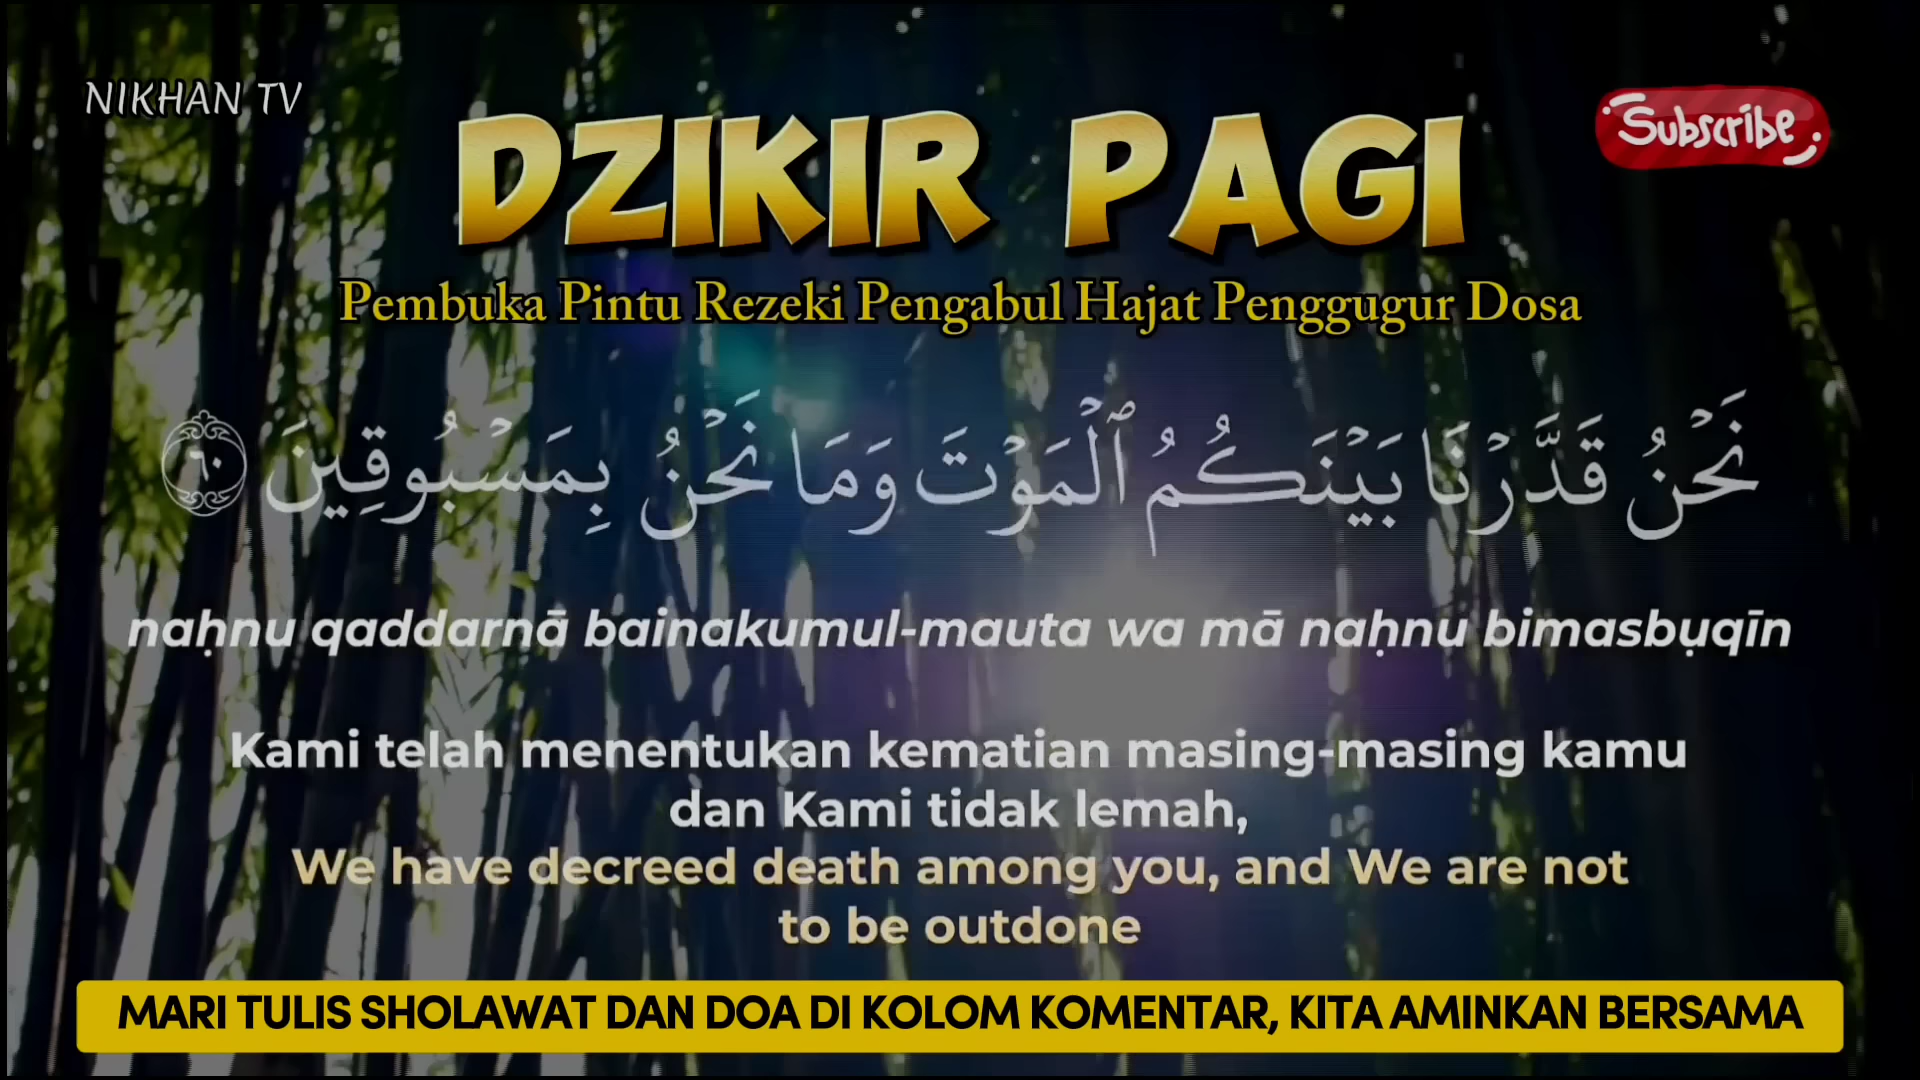 NIKHAN TV
Subscribe
DZIKIR PAGI
Pembuka Pintu Rezeki Pengabul Hajat Penggugur Dosa
نَحْنُ قَدَّرْنَا بَيْنَكُمُ ٱلْمَوْتَ وَمَا نَحْنُ بِمَسْبُوقِينَ ٦٠
naḥnu qaddarnā bainakumul-mauta wa mā naḥnu bimasbụqīn
Kami telah menentukan kematian masing-masing kamu
dan Kami tidak lemah,
We have decreed death among you, and We are not
to be outdone
MARI TULIS SHOLAWAT DAN DOA DI KOLOM KOMENTAR, KITA AMINKAN BERSAMA